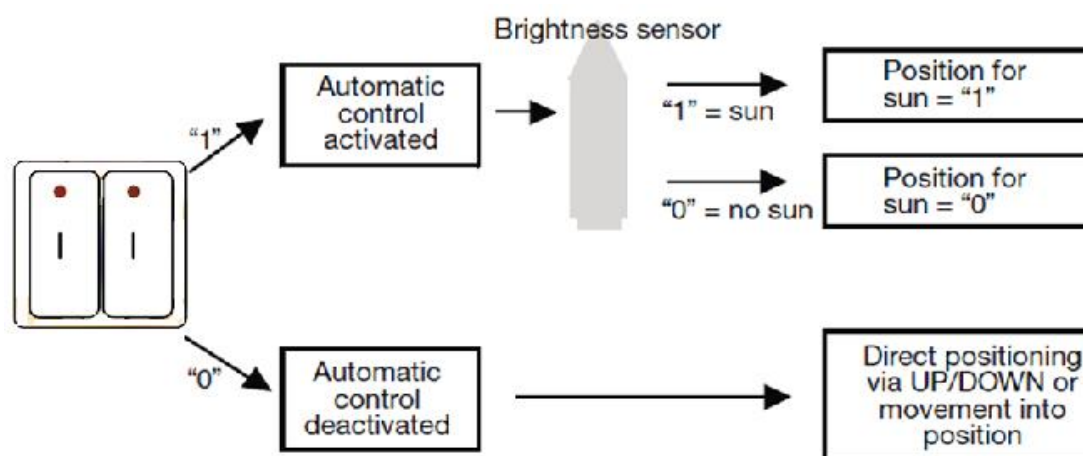 Brightness sensor
Automatic
control
activated
“1”
“1” = sun
Position for
sun = “1”
“0” = no sun
Position for
sun = “0”
“0”
Automatic
control
deactivated
Direct positioning
via UP/DOWN or
movement into
position